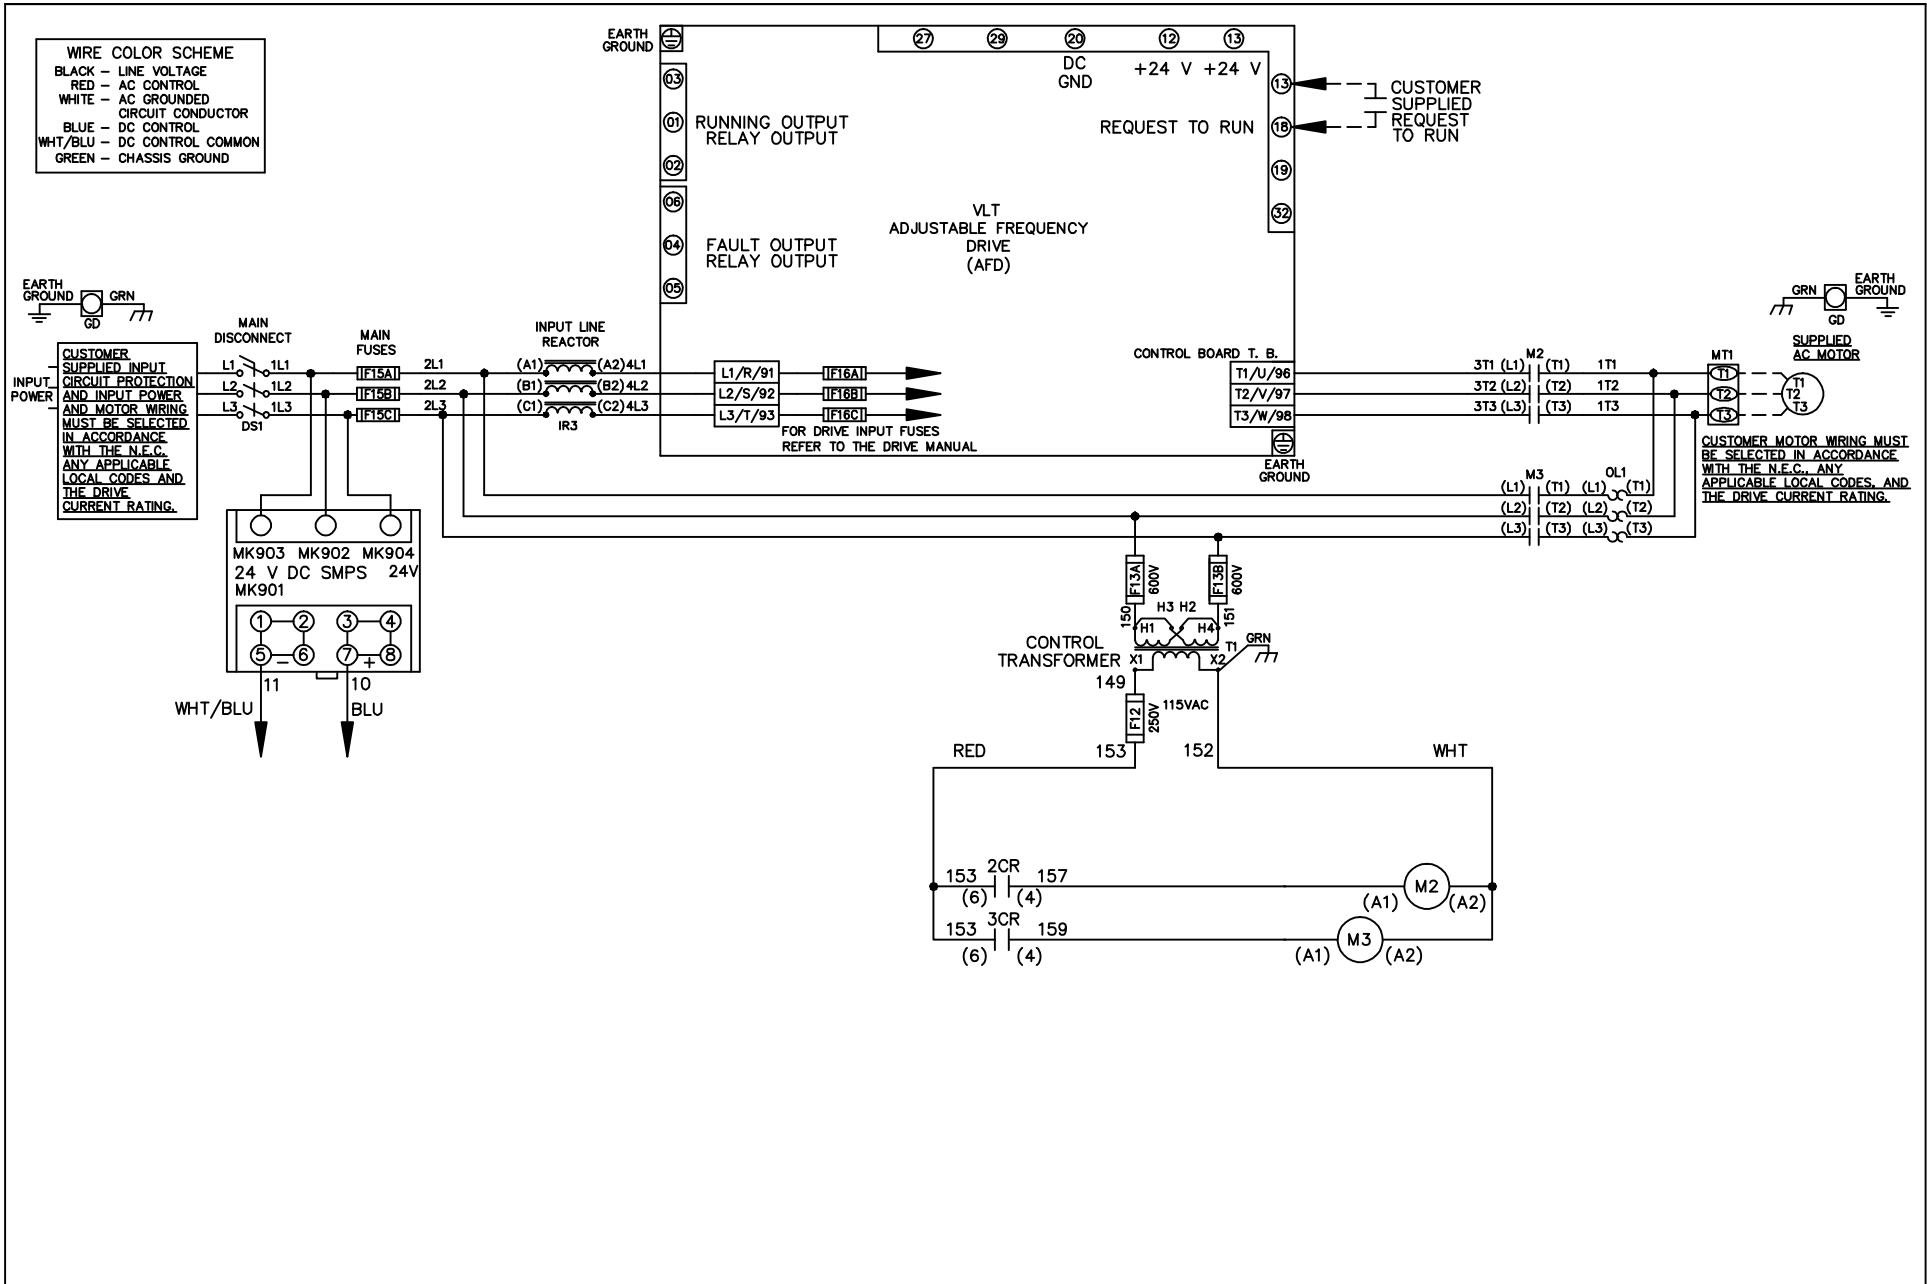 WIRE COLOR SCHEME
BLACK – LINE VOLTAGE
RED – AC CONTROL
WHITE – AC GROUNDED
CIRCUIT CONDUCTOR
BLUE – DC CONTROL
WHT/BLU – DC CONTROL COMMON
GREEN – CHASSIS GROUND
EARTH
GROUND
03
01
02
RUNNING OUTPUT
RELAY OUTPUT
06
04
05
FAULT OUTPUT
RELAY OUTPUT
27
29
20
12
13
DC
GND
+24 V
+24 V
13
REQUEST TO RUN
18
19
32
CUSTOMER
SUPPLIED
REQUEST
TO RUN
VLT
ADJUSTABLE FREQUENCY
DRIVE
(AFD)
EARTH
GROUND
GRN
GD
INPUT
POWER
CUSTOMER
SUPPLIED INPUT
CIRCUIT PROTECTION
AND INPUT POWER
AND MOTOR WIRING
MUST BE SELECTED
IN ACCORDANCE
WITH THE N.E.C.
ANY APPLICABLE
LOCAL CODES AND
THE DRIVE
CURRENT RATING.
MAIN
DISCONNECT
L1 1L1
L2 1L2
L3 1L3
DS1
MAIN
FUSES
F15A
F15B
F15C
2L1
2L2
2L3
INPUT LINE
REACTOR
(A1) (A2) 4L1
(B1) (B2) 4L2
(C1) (C2) 4L3
IR3
L1/R/91
L2/S/92
L3/T/93
F16A
F16B
F16C
FOR DRIVE INPUT FUSES
REFER TO THE DRIVE MANUAL
CONTROL BOARD T. B.
T1/U/96
T2/V/97
T3/W/98
EARTH
GROUND
M2
3T1 (L1) (T1) 1T1
3T2 (L2) (T2) 1T2
3T3 (L3) (T3) 1T3
MT1
T1
T2
T3
GRN
EARTH
GROUND
GD
SUPPLIED
AC MOTOR
T1
T2
T3
CUSTOMER MOTOR WIRING MUST
BE SELECTED IN ACCORDANCE
WITH THE N.E.C., ANY
APPLICABLE LOCAL CODES, AND
THE DRIVE CURRENT RATING.
M3
OL1
(L1) (T1) (L1) (T1)
(L2) (T2) (L2) (T2)
(L3) (T3) (L3) (T3)
MK903 MK902 MK904
24 V DC SMPS 24V
MK901
1 2 3 4
5 – 6 7 + 8
11
10
WHT/BLU
BLU
F13A
600V
F13B
600V
150
151
H3 H2
H1
H4
CONTROL
TRANSFORMER
X1
X2
T1
GRN
149
F12
250V
115VAC
RED
153
152
WHT
2CR
153
157
(6) (4)
M2
(A1)
(A2)
3CR
153
159
(6) (4)
M3
(A1)
(A2)